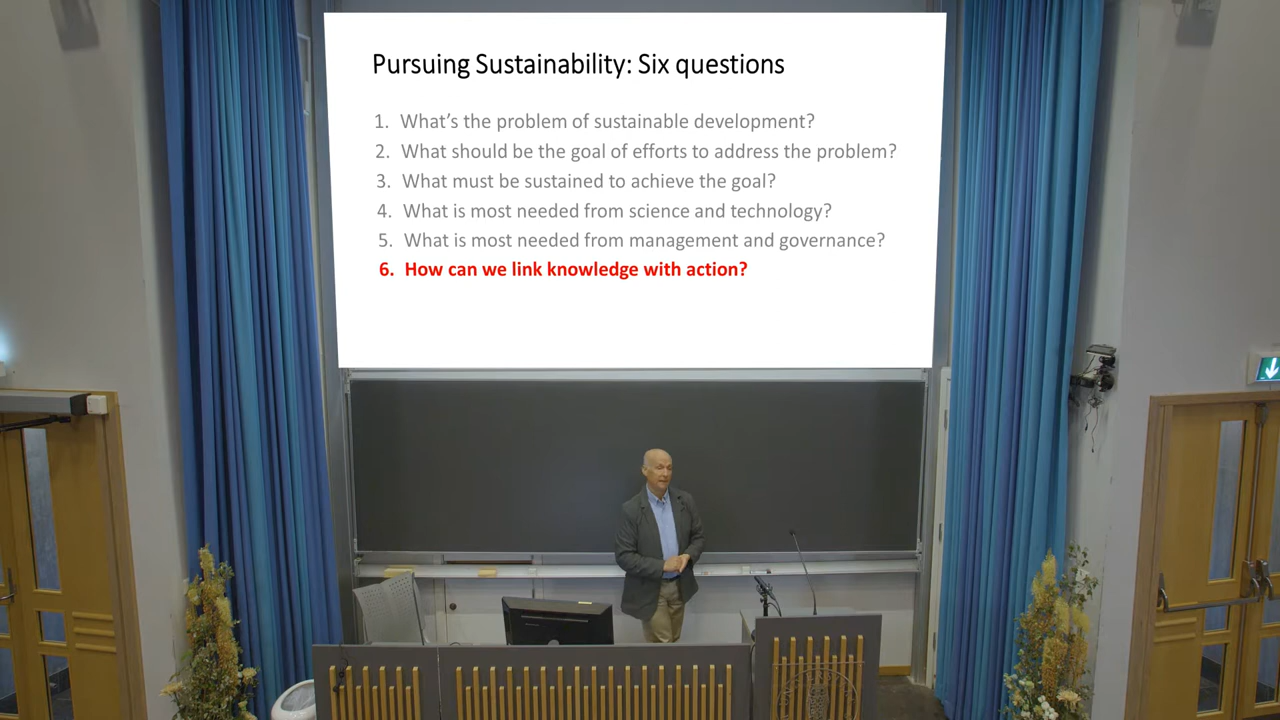 Pursuing Sustainability: Six questions
1. What's the problem of sustainable development?
2. What should be the goal of efforts to address the problem?
3. What must be sustained to achieve the goal?
4. What is most needed from science and technology?
5. What is most needed from management and governance?
6. How can we link knowledge with action?